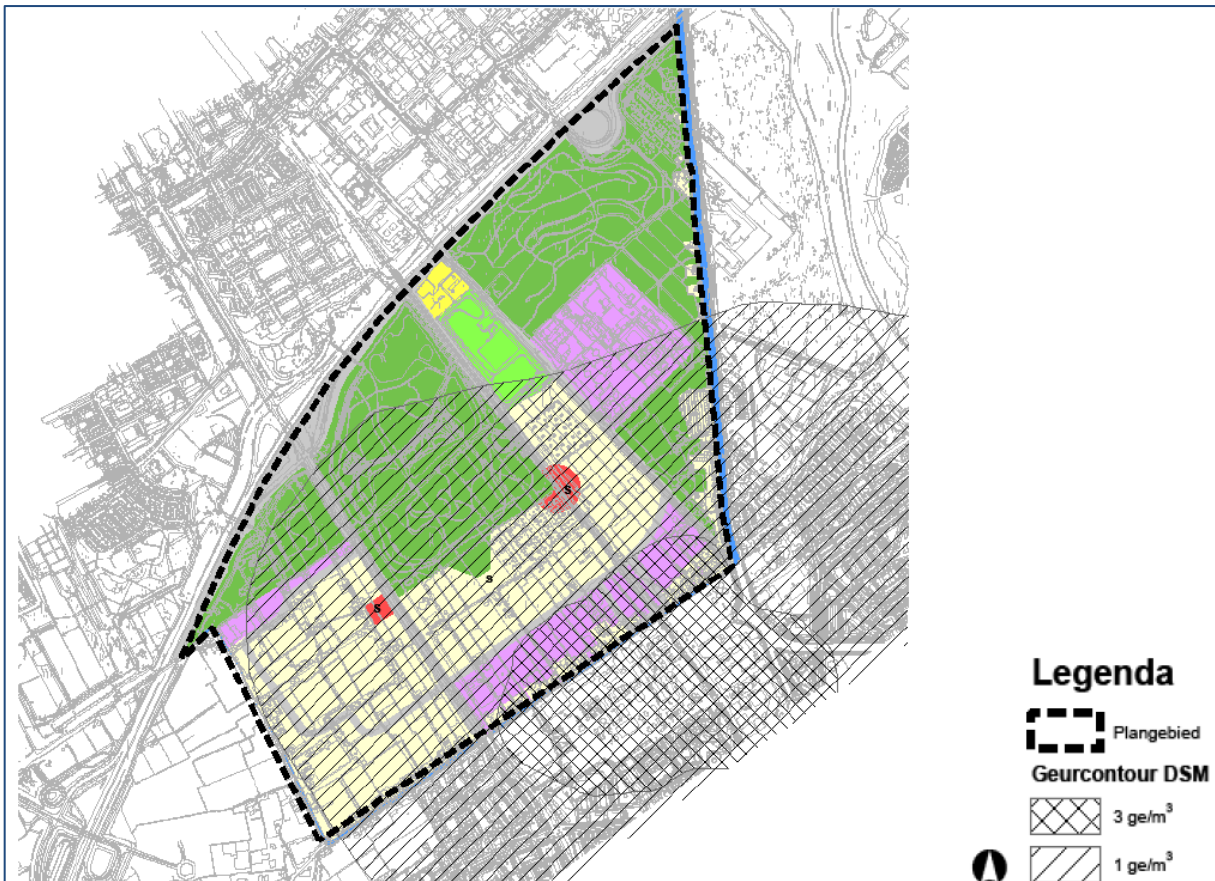 S
S
S
Legenda
Plangebied
Geurcontour DSM
3 ge/m³
1 ge/m³